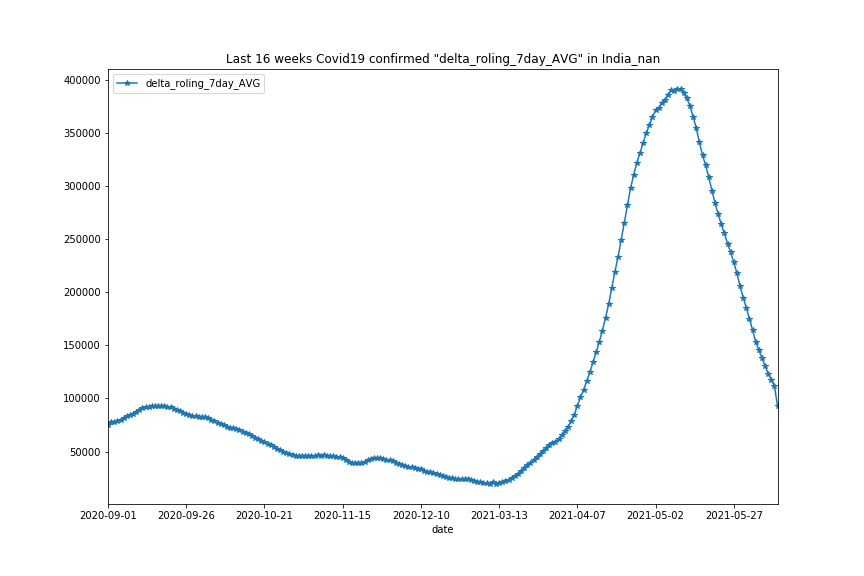 Last 16 weeks Covid19 confirmed "delta_roling_7day_AVG" in India_nan
delta_roling_7day_AVG
400000
350000
300000
250000
200000
150000
100000
50000
2020-09-01 2020-09-26 2020-10-21 2020-11-15 2020-12-10 2021-03-13 2021-04-07 2021-05-02 2021-05-27
date